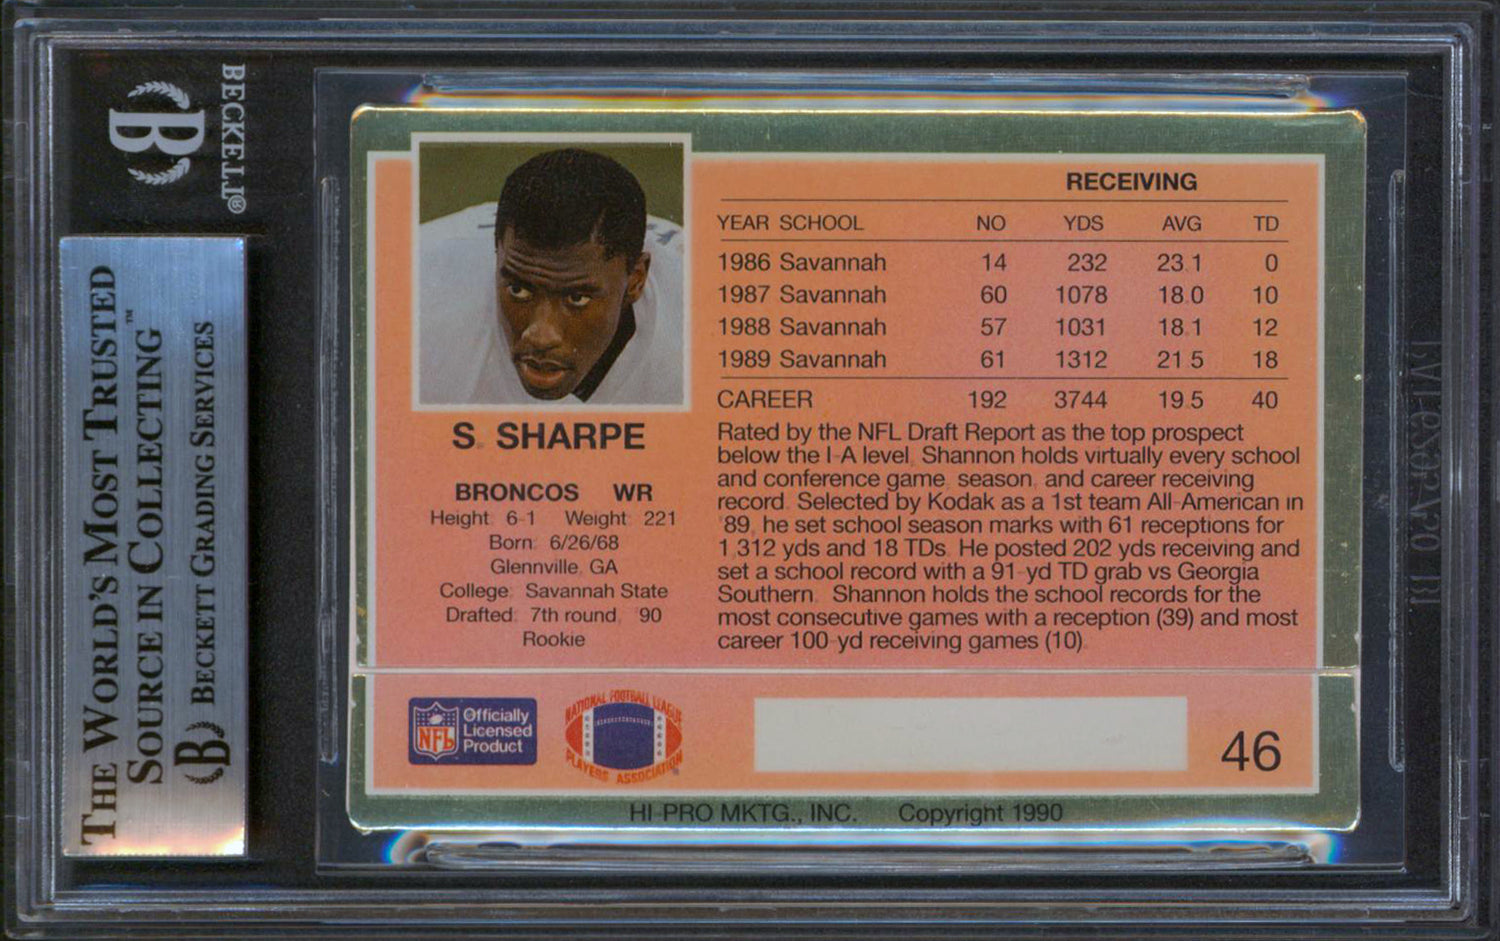 BECKETT®
B
THE WORLD'S MOST TRUSTED
SOURCE IN COLLECTING™
B BECKETT GRADING SERVICES
RECEIVING
YEAR SCHOOL NO YDS AVG TD
1986 Savannah 14 232 23.1 0
1987 Savannah 60 1078 18.0 10
1988 Savannah 57 1031 18.1 12
1989 Savannah 61 1312 21 5 18
CAREER 192 3744 19.5 40
S. SHARPE
BRONCOS WR
Height: 6-1 Weight: 221
Born: 6/26/68
Glennville, GA
College: Savannah State
Drafted: 7th round, '90
Rookie
Rated by the NFL Draft Report as the top prospect
below the I-A level, Shannon holds virtually every school
and conference game, season, and career receiving
record. Selected by Kodak as a 1st team All-American in
'89, he set school season marks with 61 receptions for
1,312 yds and 18 TDs. He posted 202 yds receiving and
set a school record with a 91-yd TD grab vs Georgia
Southern. Shannon holds the school records for the
most consecutive games with a reception (39) and most
career 100-yd receiving games (10).
NFL
Officially
Licensed
Product
NATIONAL FOOTBALL LEAGUE
PLAYERS ASSOCIATION
46
HI-PRO MKTG., INC. Copyright 1990